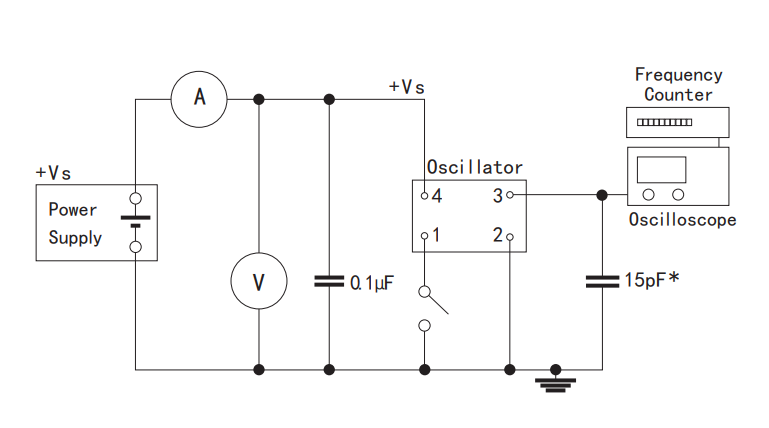 Frequency
Counter
A
+Vs
+Vs
Oscillator
4
3
Power
Supply
Oscilloscope
1
2
V
0.1μF
15pF*